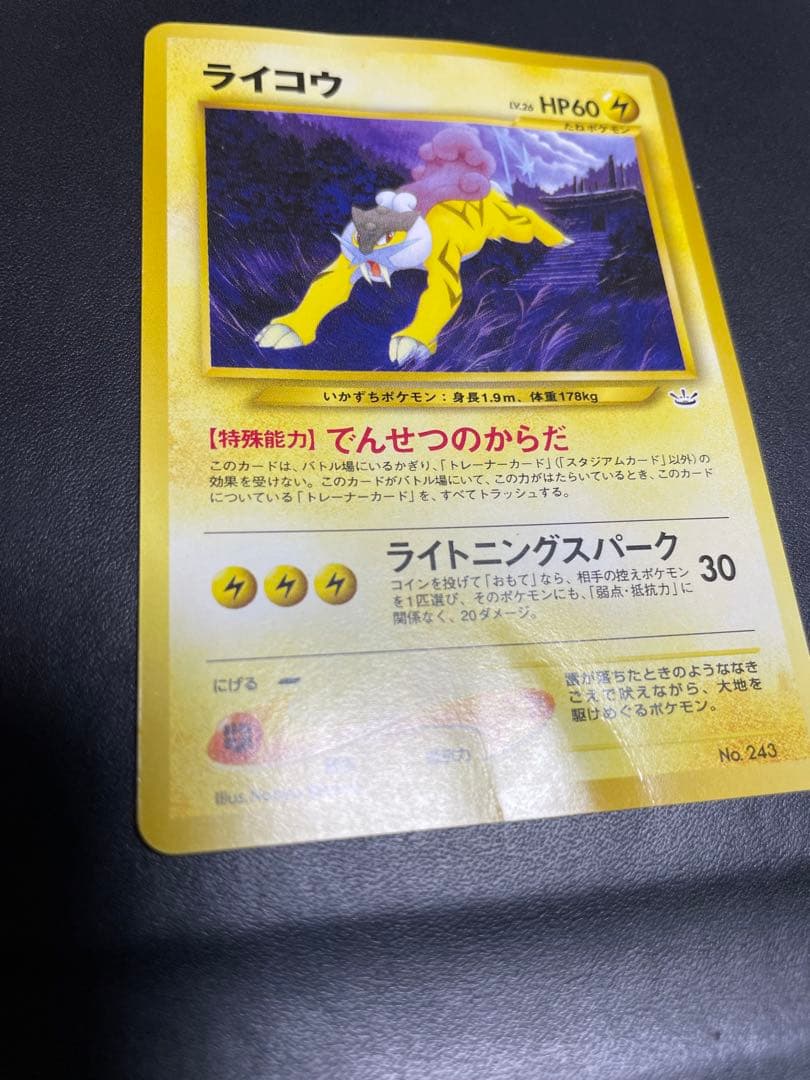 ライコウ
LV.26 HP60
たねポケモン
いかずちポケモン：身長1.9m、体重178kg
【特殊能力】でんせつのからだ
このカードは、バトル場にいるかぎり、「トレーナーカード」(「スタジアムカード」以外)の
効果を受けない。このカードがバトル場にいて、この力がはたらいているとき、このカード
についている「トレーナーカード」を、すべてトラッシュする。
ライトニングスパーク 30
コインを投げて「おもて」なら、相手の控えポケモン
を1匹選び、そのポケモンにも、「弱点・抵抗力」に
関係なく、20ダメージ。
にげる
雷が落ちたときのようななき
ごえで吠えながら、大地を
駆けめぐるポケモン。
No. 243
Illus.